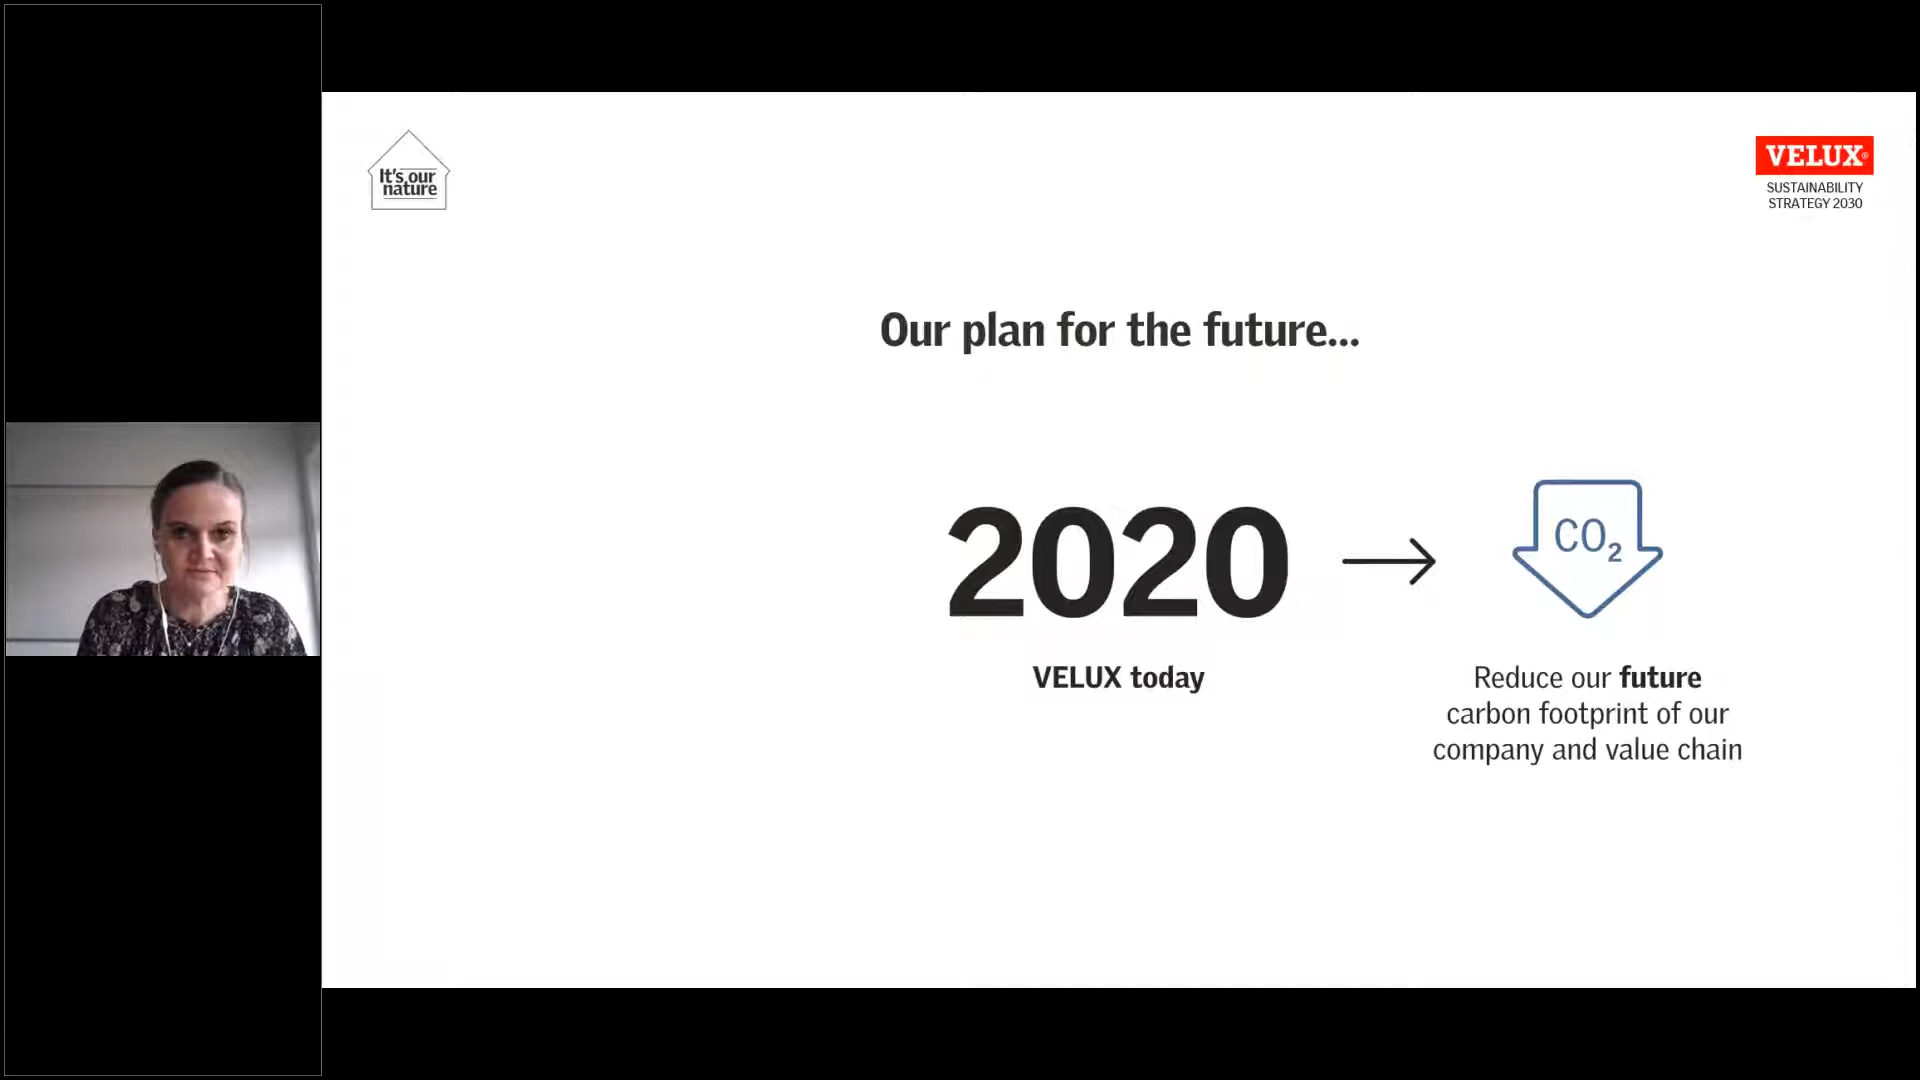 It's our
nature
VELUX®
SUSTAINABILITY
STRATEGY 2030
Our plan for the future...
2020
VELUX today
CO₂
Reduce our future
carbon footprint of our
company and value chain